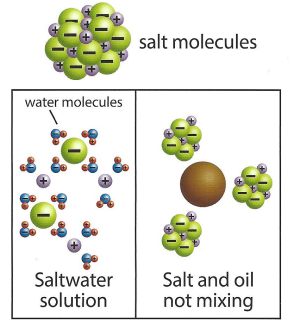 salt molecules
water molecules
Saltwater
solution
Salt and oil
not mixing